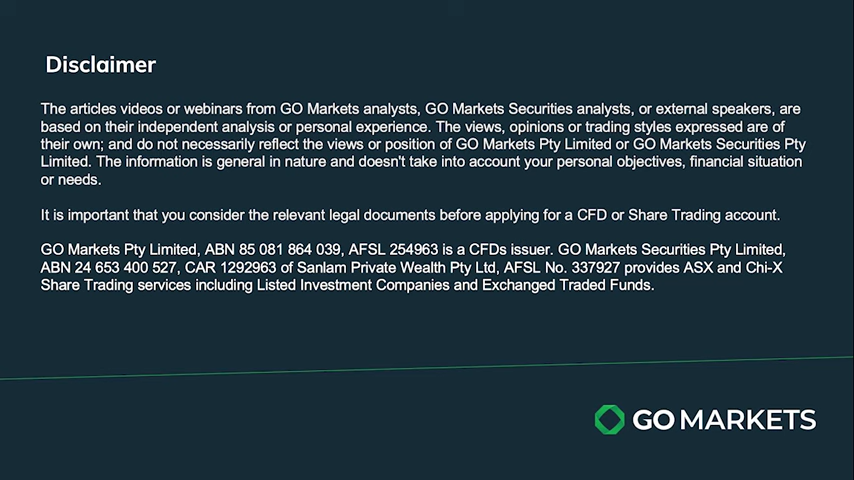 Disclaimer
The articles videos or webinars from GO Markets analysts, GO Markets Securities analysts, or external speakers, are
based on their independent analysis or personal experience. The views, opinions or trading styles expressed are of
their own; and do not necessarily reflect the views or position of GO Markets Pty Limited or GO Markets Securities Pty
Limited. The information is general in nature and doesn't take into account your personal objectives, financial situation
or needs.
It is important that you consider the relevant legal documents before applying for a CFD or Share Trading account.
GO Markets Pty Limited, ABN 85 081 864 039, AFSL 254963 is a CFDs issuer. GO Markets Securities Pty Limited,
ABN 24 653 400 527, CAR 1292963 of Sanlam Private Wealth Pty Ltd, AFSL No. 337927 provides ASX and Chi-X
Share Trading services including Listed Investment Companies and Exchanged Traded Funds.
GO MARKETS